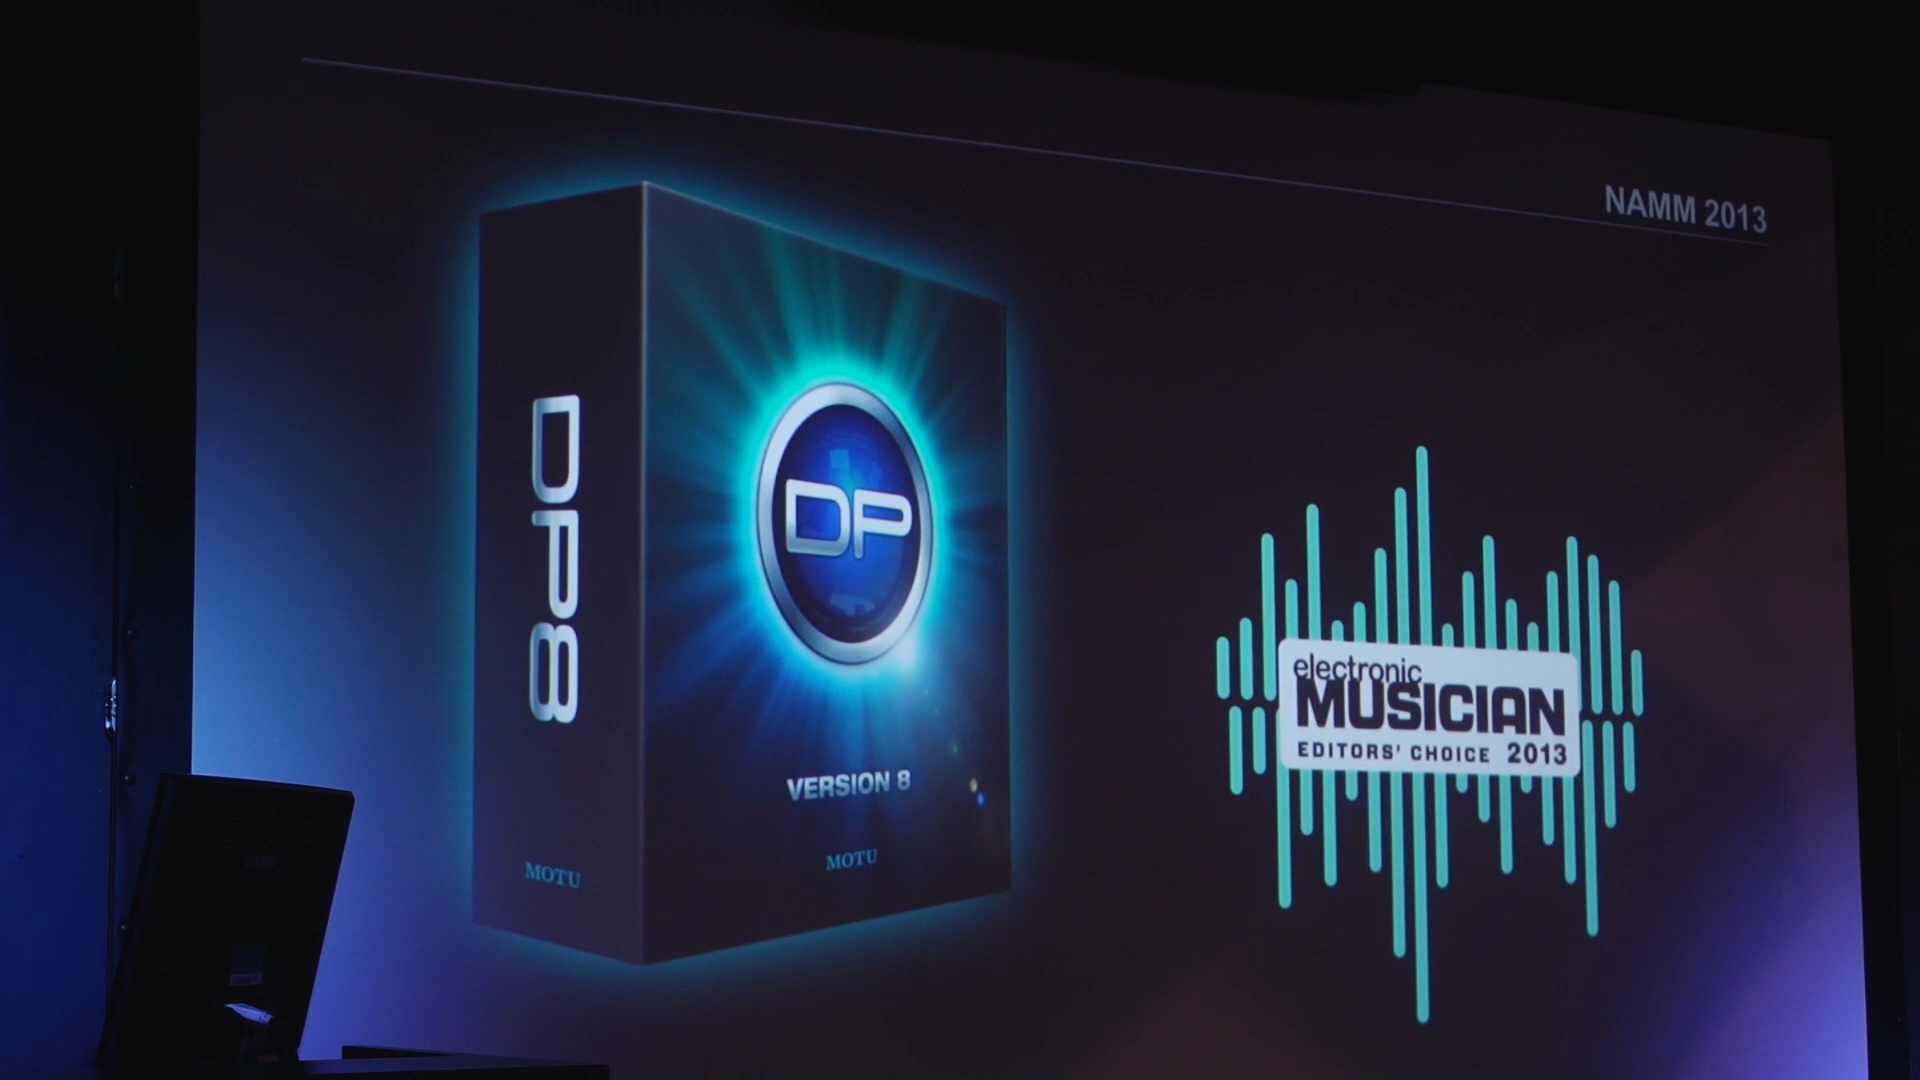 NAMM 2013
DP8
MOTU
DP
VERSION 8
MOTU
electronic
MUSICIAN
EDITORS' CHOICE 2013